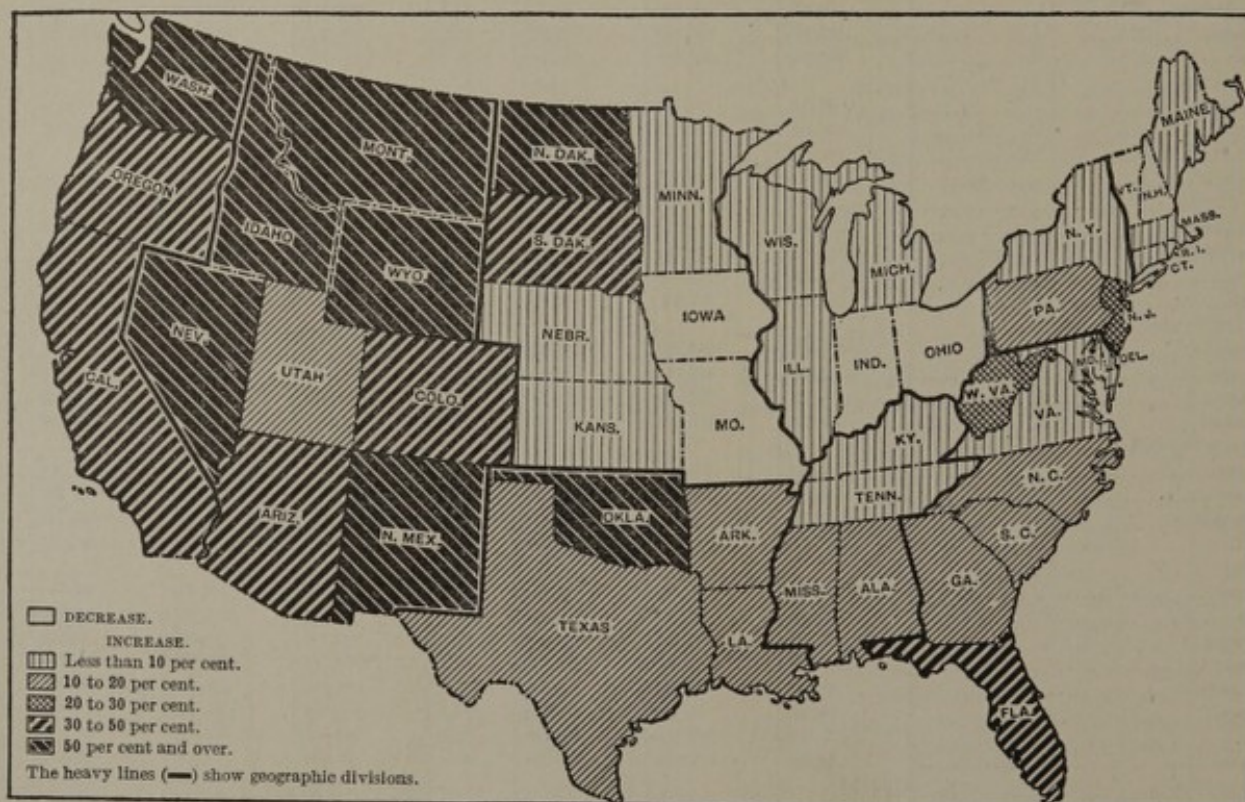 WASH.
OREGON
CAL.
NEV.
IDAHO
MONT.
WYO.
UTAH
COLO.
ARIZ.
N. MEX.
N. DAK.
S. DAK.
NEBR.
KANS.
OKLA.
TEXAS
MINN.
IOWA
MO.
ARK.
LA.
WIS.
ILL.
MICH.
IND.
OHIO
KY.
TENN.
MISS.
ALA.
GA.
FLA.
S. C.
N. C.
VA.
W. VA.
MD.
DEL.
PA.
N. J.
N. Y.
CT.
R. I.
MASS.
VT.
N.H.
MAINE
DECREASE.
INCREASE.
Less than 10 per cent.
10 to 20 per cent.
20 to 30 per cent.
30 to 50 per cent.
50 per cent and over.
The heavy lines (━) show geographic divisions.